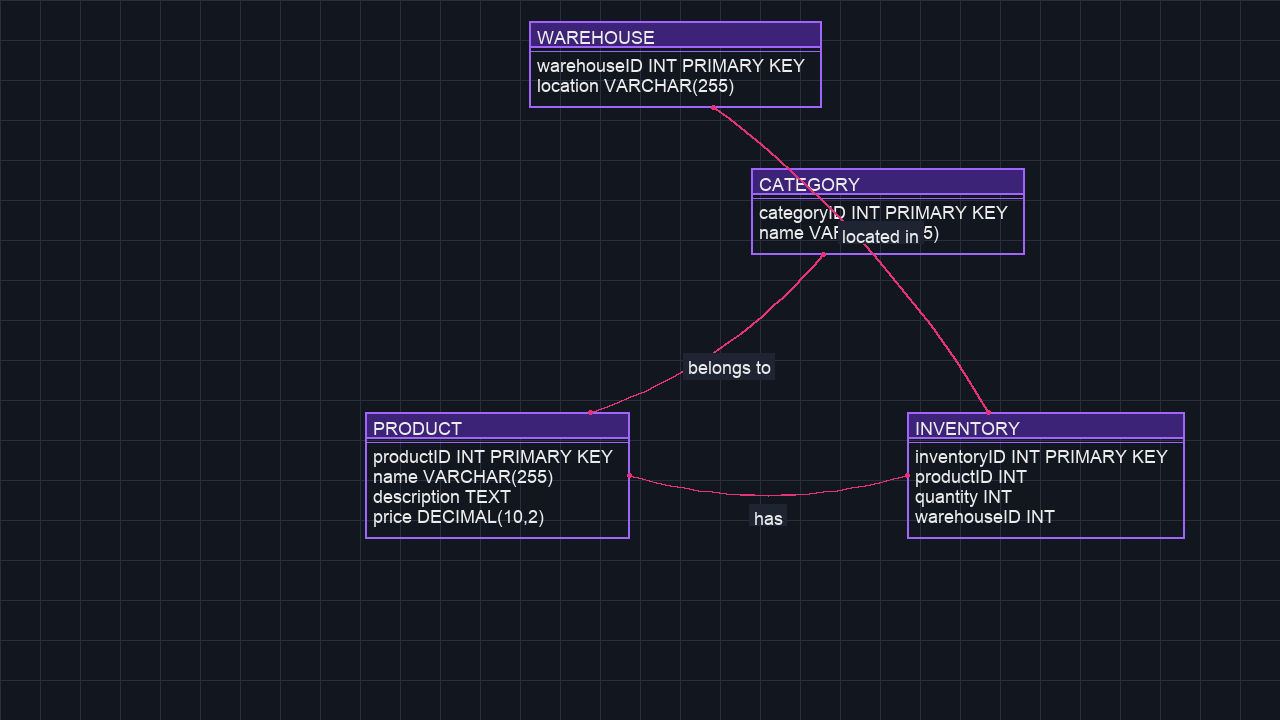 WAREHOUSE
warehouseID INT PRIMARY KEY
location VARCHAR(255)
CATEGORY
categoryID INT PRIMARY KEY
name 5)
located in
belongs to
PRODUCT
productID INT PRIMARY KEY
name VARCHAR(255)
description TEXT
price DECIMAL(10,2)
has
INVENTORY
inventoryID INT PRIMARY KEY
productID INT
quantity INT
warehouseID INT